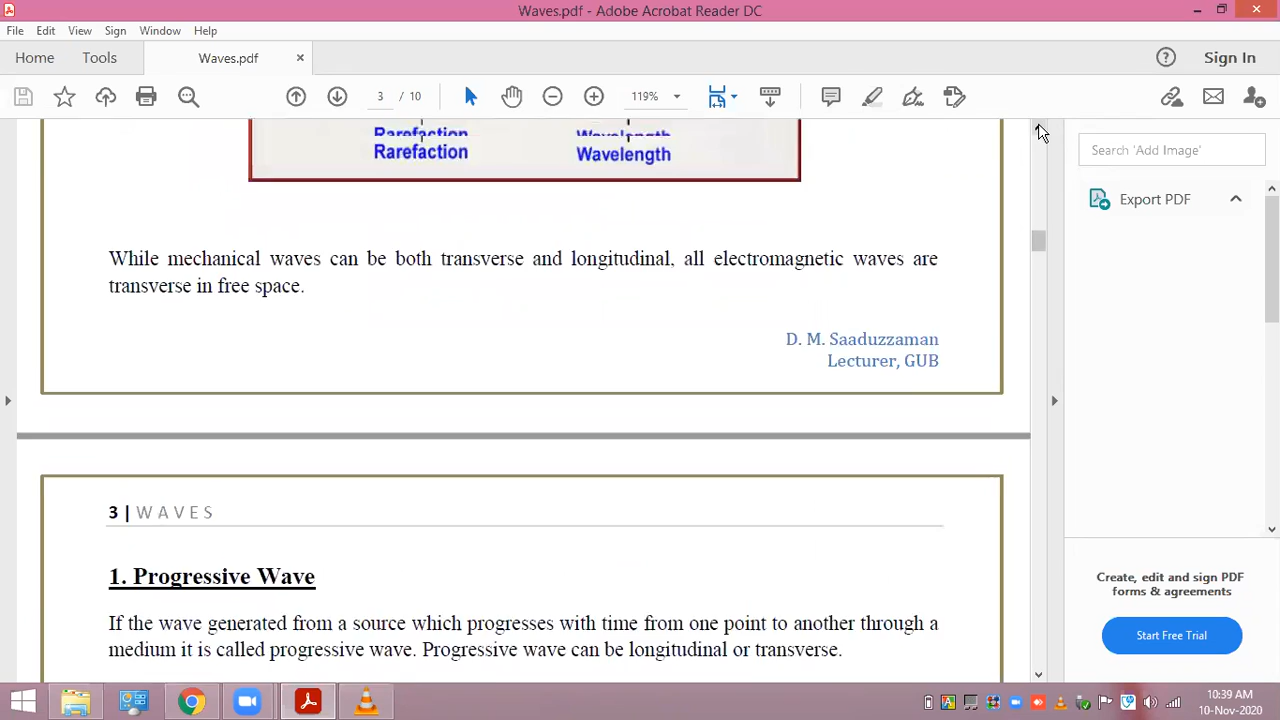 Waves.pdf - Adobe Acrobat Reader DC
File Edit View Sign Window Help
Home Tools Waves.pdf × ? Sign In
3 / 10 119%
Search 'Add Image'
Export PDF
Rarefaction Wavelength
Rarefaction Wavelength
While mechanical waves can be both transverse and longitudinal, all electromagnetic waves are
transverse in free space.
D. M. Saaduzzaman
Lecturer, GUB
3 | W A V E S
1. Progressive Wave
If the wave generated from a source which progresses with time from one point to another through a
medium it is called progressive wave. Progressive wave can be longitudinal or transverse.
Create, edit and sign PDF
forms & agreements
Start Free Trial
10:39 AM
10-Nov-2020